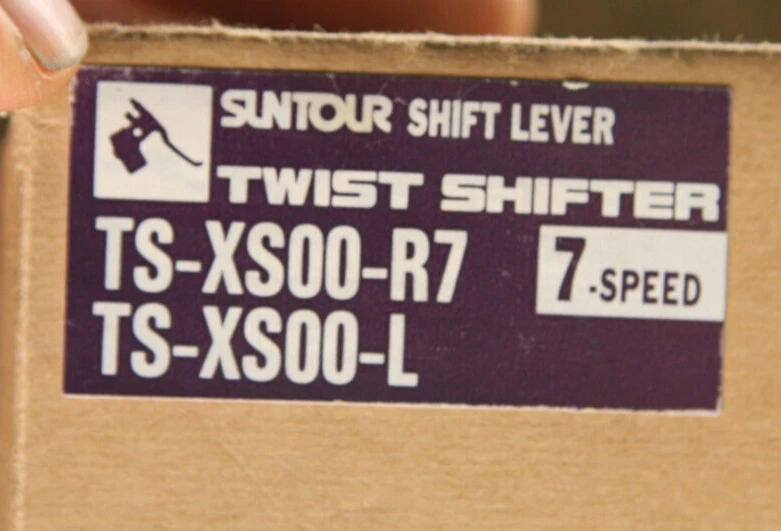 SUNTOUR SHIFT LEVER
TWIST SHIFTER
TS-XS00-R7
7-SPEED
TS-XS00-L